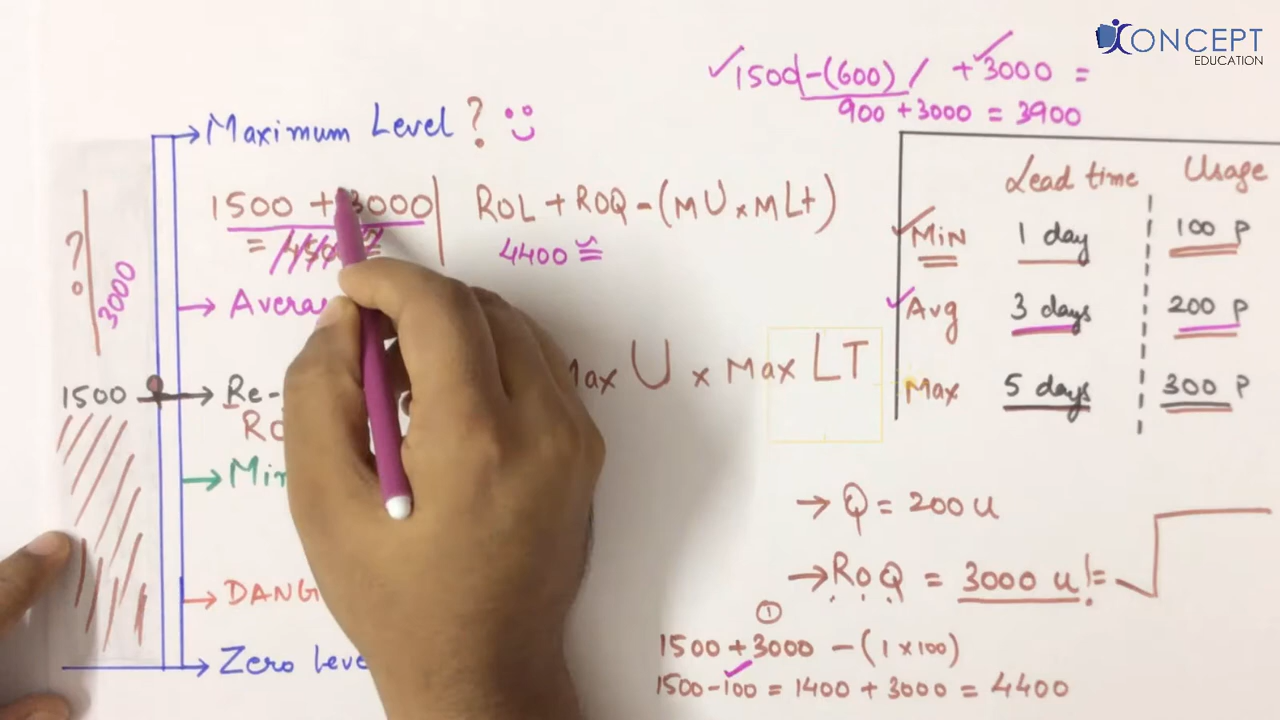 CONCEPT
EDUCATION
1500 -(600) / + 3000 =
900 + 3000 = 3900
Maximum Level ?
1500 + 3000
ROL + ROQ - (MU x MLt)
4400
?
3000
1500
Lead time Usage
Min 1 day 100 P
Avg 3 days 200 P
Max 5 days 300 P
Max U x Max LT
Zero
→ Q = 200 u
→ ROQ = 3000 u! =
①
1500 + 3000 - (1 x 100)
1500 - 100 = 1400 + 3000 = 4400